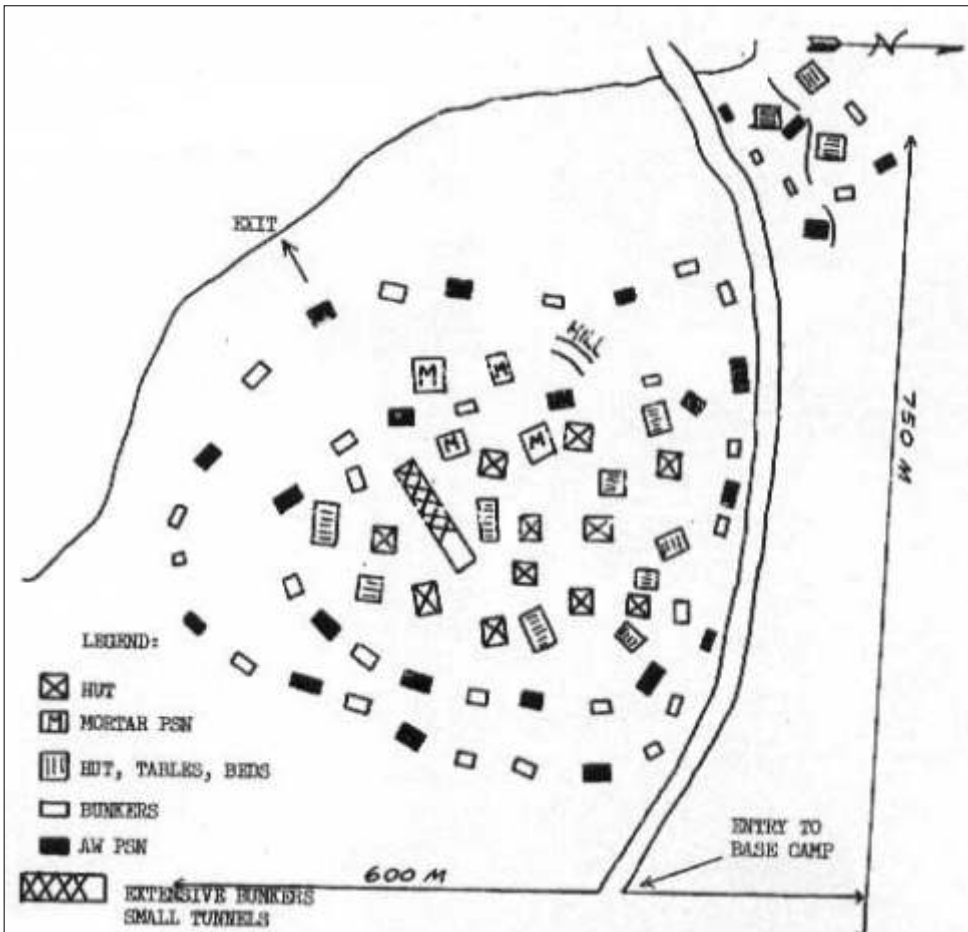 N
EXIT
M
M
M
M
750 M
LEGEND:
HUT
M
MORTAR PSN
HUT, TABLES, BEDS
BUNKERS
AW PSN
EXTENSIVE BUNKERS
SMALL TUNNELS
600 M
ENTRY TO
BASE CAMP